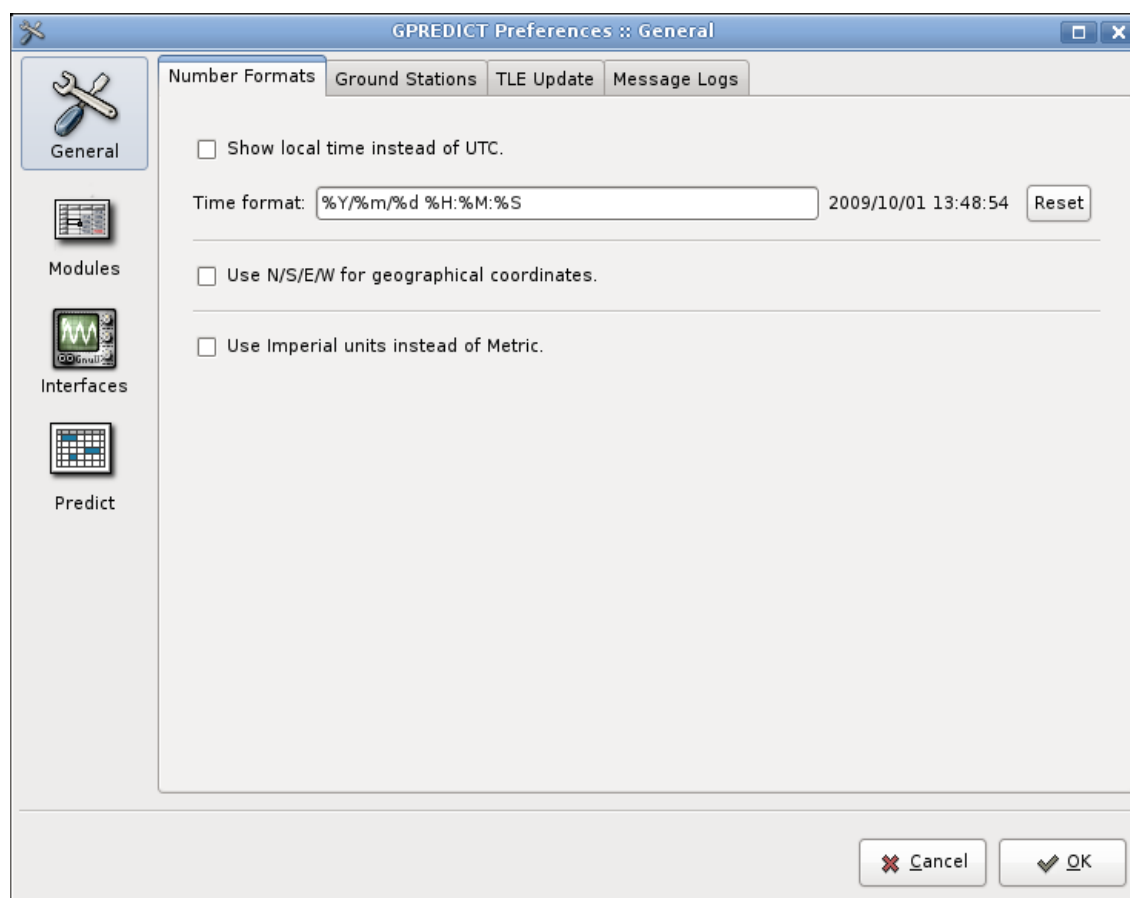 GPREDICT Preferences :: General
General
Modules
Interfaces
Predict
Number Formats
Ground Stations
TLE Update
Message Logs
Show local time instead of UTC.
Time format: %Y/%m/%d %H:%M:%S 2009/10/01 13:48:54 Reset
Use N/S/E/W for geographical coordinates.
Use Imperial units instead of Metric.
Cancel
OK